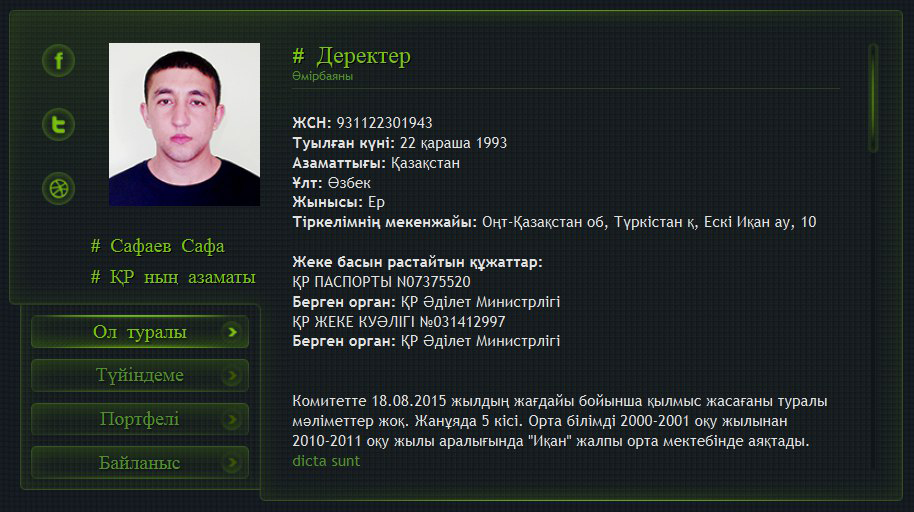 # Деректер
Өмірбаяны
ЖСН: 931122301943
Туылған күні: 22 қараша 1993
Азаматтығы: Қазақстан
Ұлт: Өзбек
Жынысы: Ер
Тіркелімнің мекенжайы: Оңт-Қазақстан об, Түркістан қ, Ескі Иқан ау, 10
Жеке басын растайтын құжаттар:
ҚР ПАСПОРТЫ N07375520
Берген орган: ҚР Әділет Министрлігі
ҚР ЖЕКЕ КУӘЛІГІ №031412997
Берген орган: ҚР Әділет Министрлігі
Комитетте 18.08.2015 жылдың жағдайы бойынша қылмыс жасағаны туралы
мәліметтер жоқ. Жанұяда 5 кісі. Орта білімді 2000-2001 оқу жылынан
2010-2011 оқу жылы аралығында "Иқан" жалпы орта мектебінде аяқтады.
dicta sunt
# Сафаев Сафа
# ҚР ның азаматы
Ол туралы
Түйіндеме
Портфелі
Байланыс